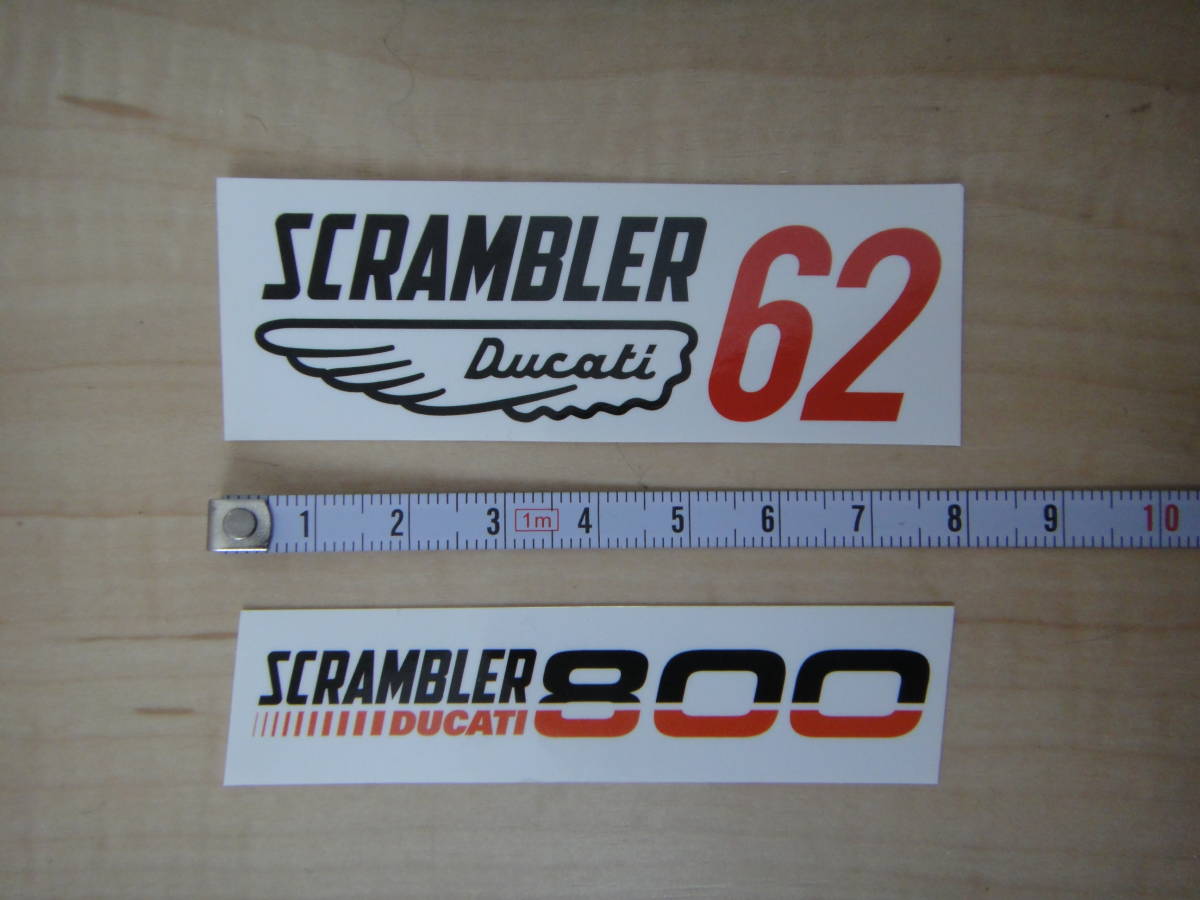 SCRAMBLER 62
Ducati
1 2 3 1m 4 5 6 7 8 9 10
SCRAMBLER 800
DUCATI